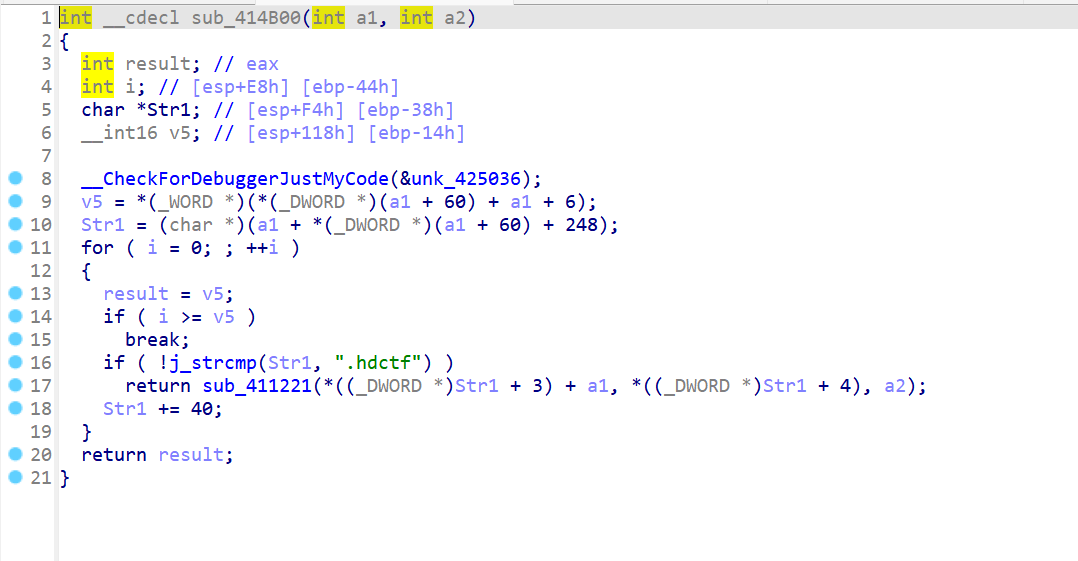 1 int __cdecl sub_414B00(int a1, int a2)
2 {
3 int result; // eax
4 int i; // [esp+E8h] [ebp-44h]
5 char *Str1; // [esp+F4h] [ebp-38h]
6 __int16 v5; // [esp+118h] [ebp-14h]
7
8 __CheckForDebuggerJustMyCode(&unk_425036);
9 v5 = *(_WORD *)(*(_DWORD *)(a1 + 60) + a1 + 6);
10 Str1 = (char *)(a1 + *(_DWORD *)(a1 + 60) + 248);
11 for ( i = 0; ; ++i )
12 {
13 result = v5;
14 if ( i >= v5 )
15 break;
16 if ( !j_strcmp(Str1, ".hdctf") )
17 return sub_411221(*((_DWORD *)Str1 + 3) + a1, *((_DWORD *)Str1 + 4), a2);
18 Str1 += 40;
19 }
20 return result;
21 }